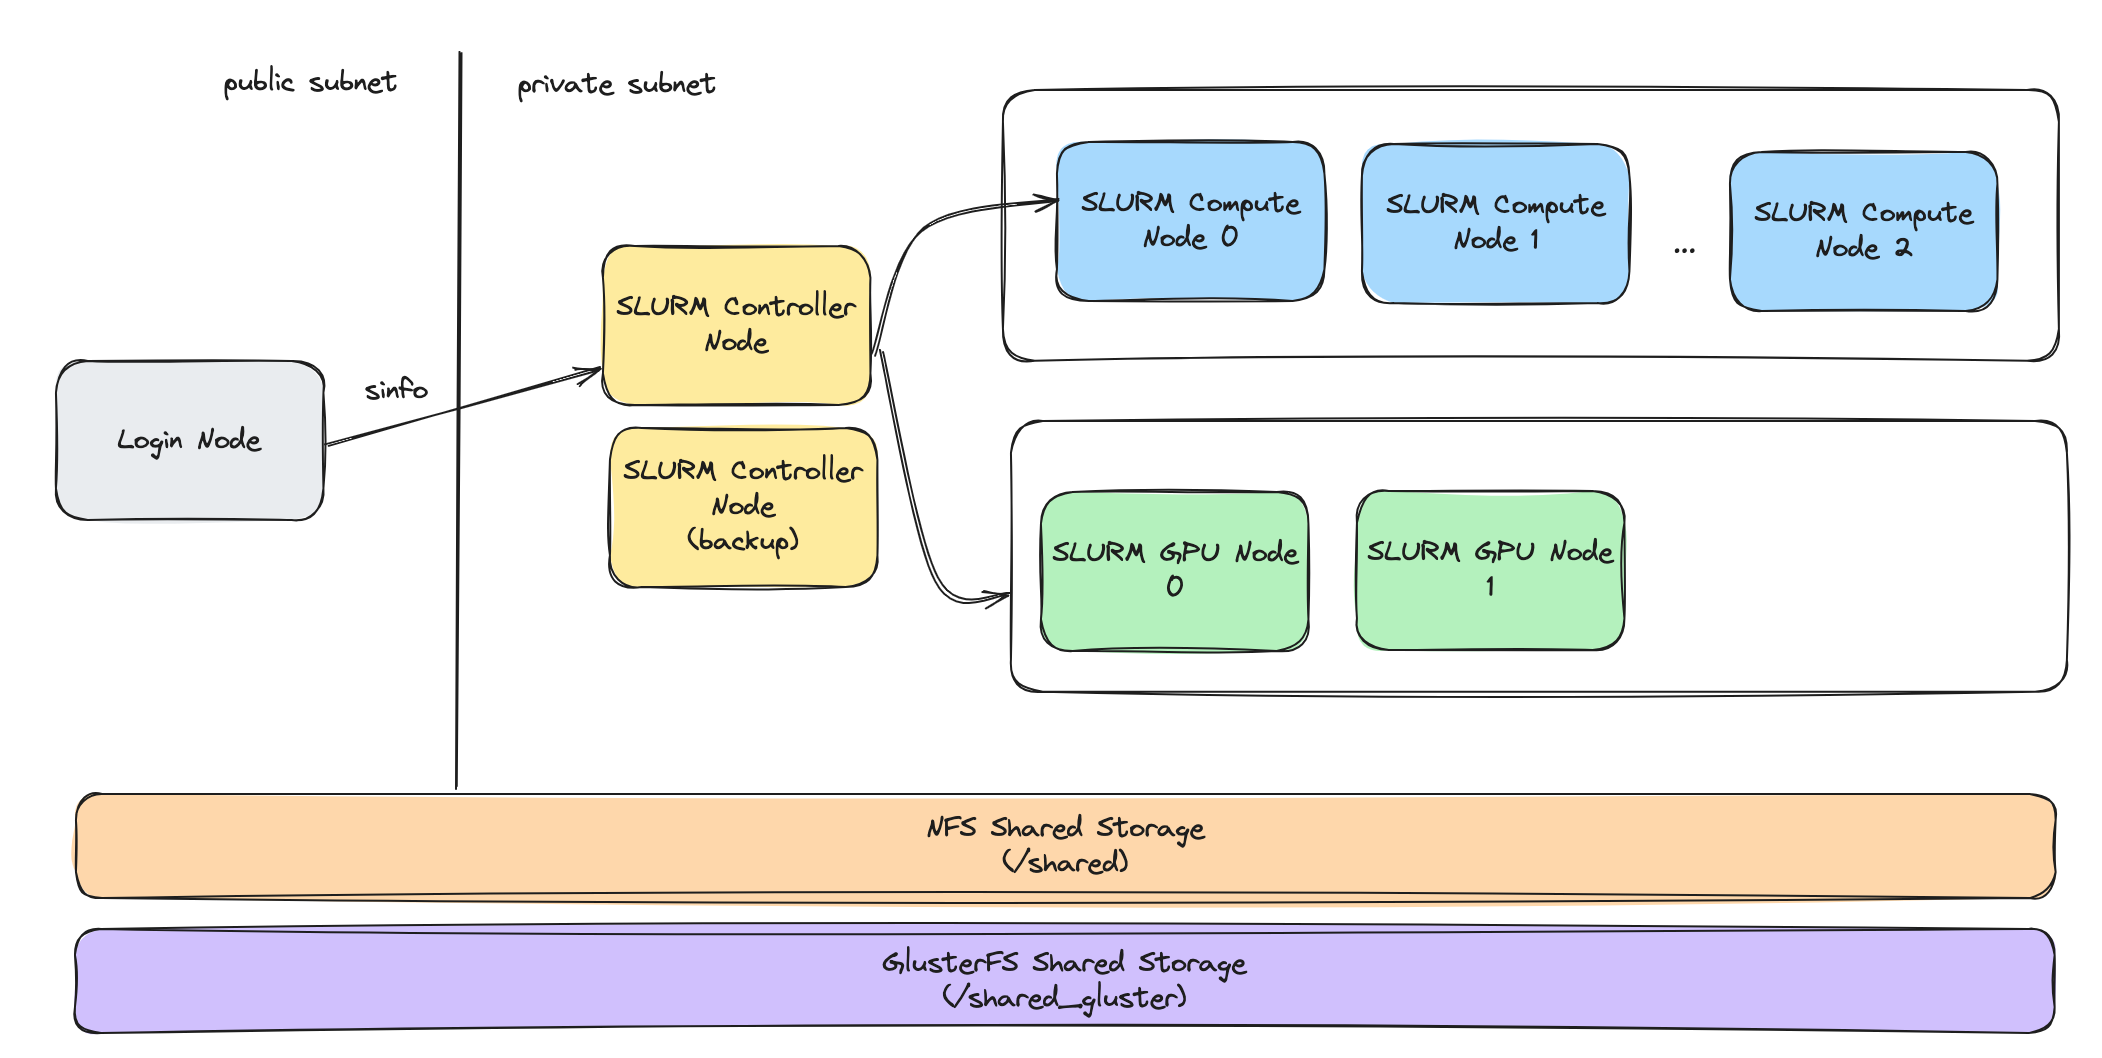 public subnet
private subnet
SLURM Compute
Node 0
SLURM Compute
Node 1
...
SLURM Compute
Node 2
SLURM Controller
Node
sinfo
Login Node
SLURM Controller
Node
(backup)
SLURM GPU Node
0
SLURM GPU Node
1
NFS Shared Storage
(/shared)
GlusterFS Shared Storage
(/shared_gluster)